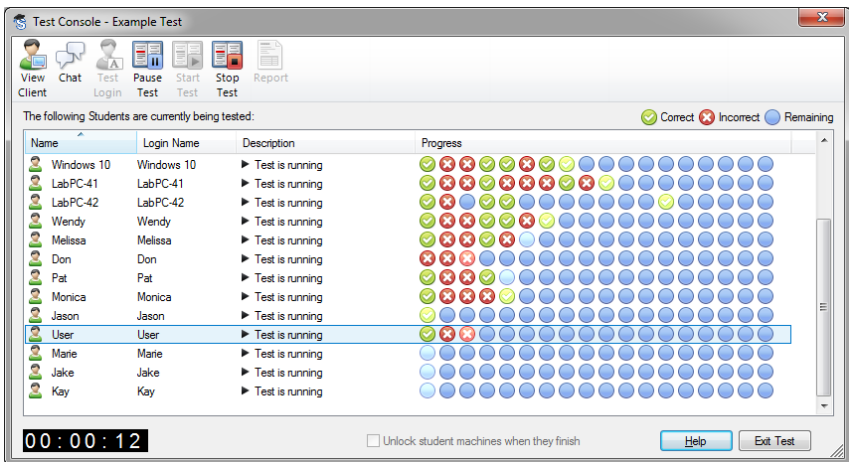 Test Console - Example Test
View Client
Chat
Test Login
Pause Test
Start Test
Stop Test
Report
The following Students are currently being tested:
Correct Incorrect Remaining
Name Login Name Description Progress
Windows 10 Windows 10 Test is running
LabPC-41 LabPC-41 Test is running
LabPC-42 LabPC-42 Test is running
Wendy Wendy Test is running
Melissa Melissa Test is running
Don Don Test is running
Pat Pat Test is running
Monica Monica Test is running
Jason Jason Test is running
User User Test is running
Marie Marie Test is running
Jake Jake Test is running
Kay Kay Test is running
00:00:12
Unlock student machines when they finish
Help
Exit Test